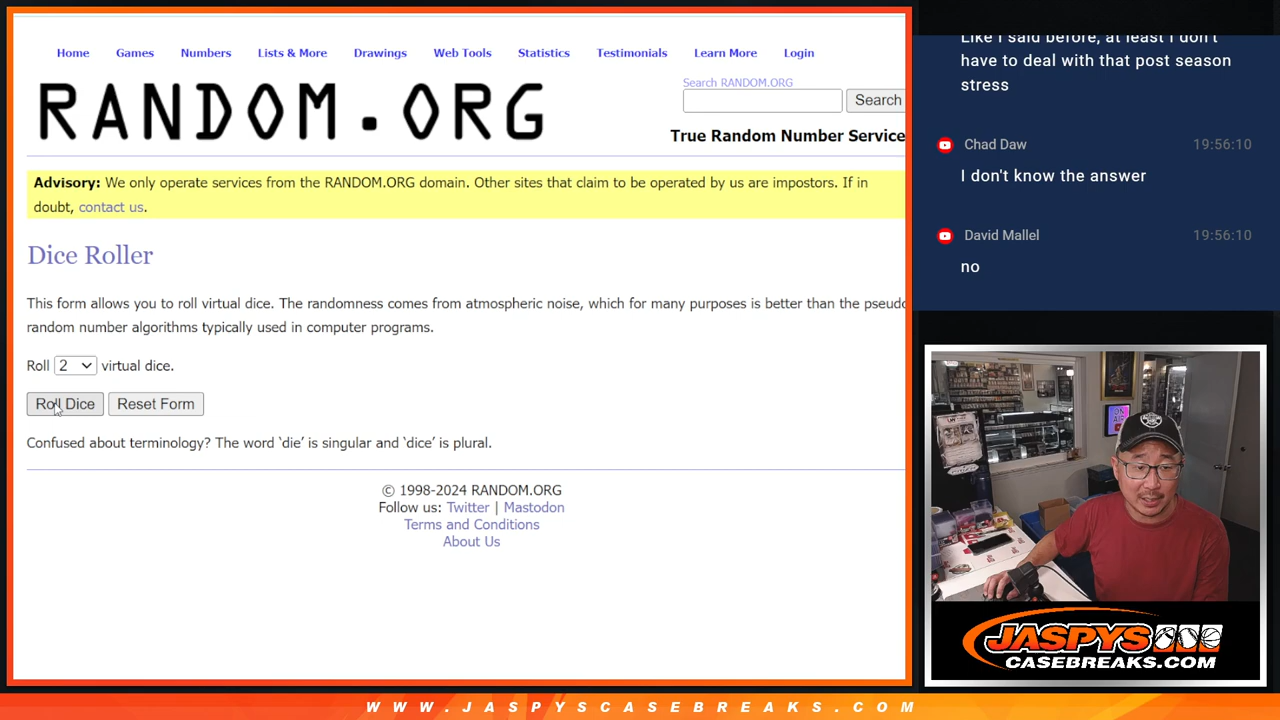 Home Games Numbers Lists & More Drawings Web Tools Statistics Testimonials Learn More Login
RANDOM.ORG
Search RANDOM.ORG
Search
True Random Number Service
Advisory: We only operate services from the RANDOM.ORG domain. Other sites that claim to be operated by us are impostors. If in
doubt, contact us.
Dice Roller
This form allows you to roll virtual dice. The randomness comes from atmospheric noise, which for many purposes is better than the pseudo
random number algorithms typically used in computer programs.
Roll 2 virtual dice.
Roll Dice Reset Form
Confused about terminology? The word ‘die’ is singular and ‘dice’ is plural.
© 1998-2024 RANDOM.ORG
Follow us: Twitter | Mastodon
Terms and Conditions
About Us
Like I said before, at least I don't
have to deal with that post season
stress
Chad Daw 19:56:10
I don't know the answer
David Mallel 19:56:10
no
JASPYS
CASEBREAKS.COM
WWW.JASPYSCASEBREAKS.COM